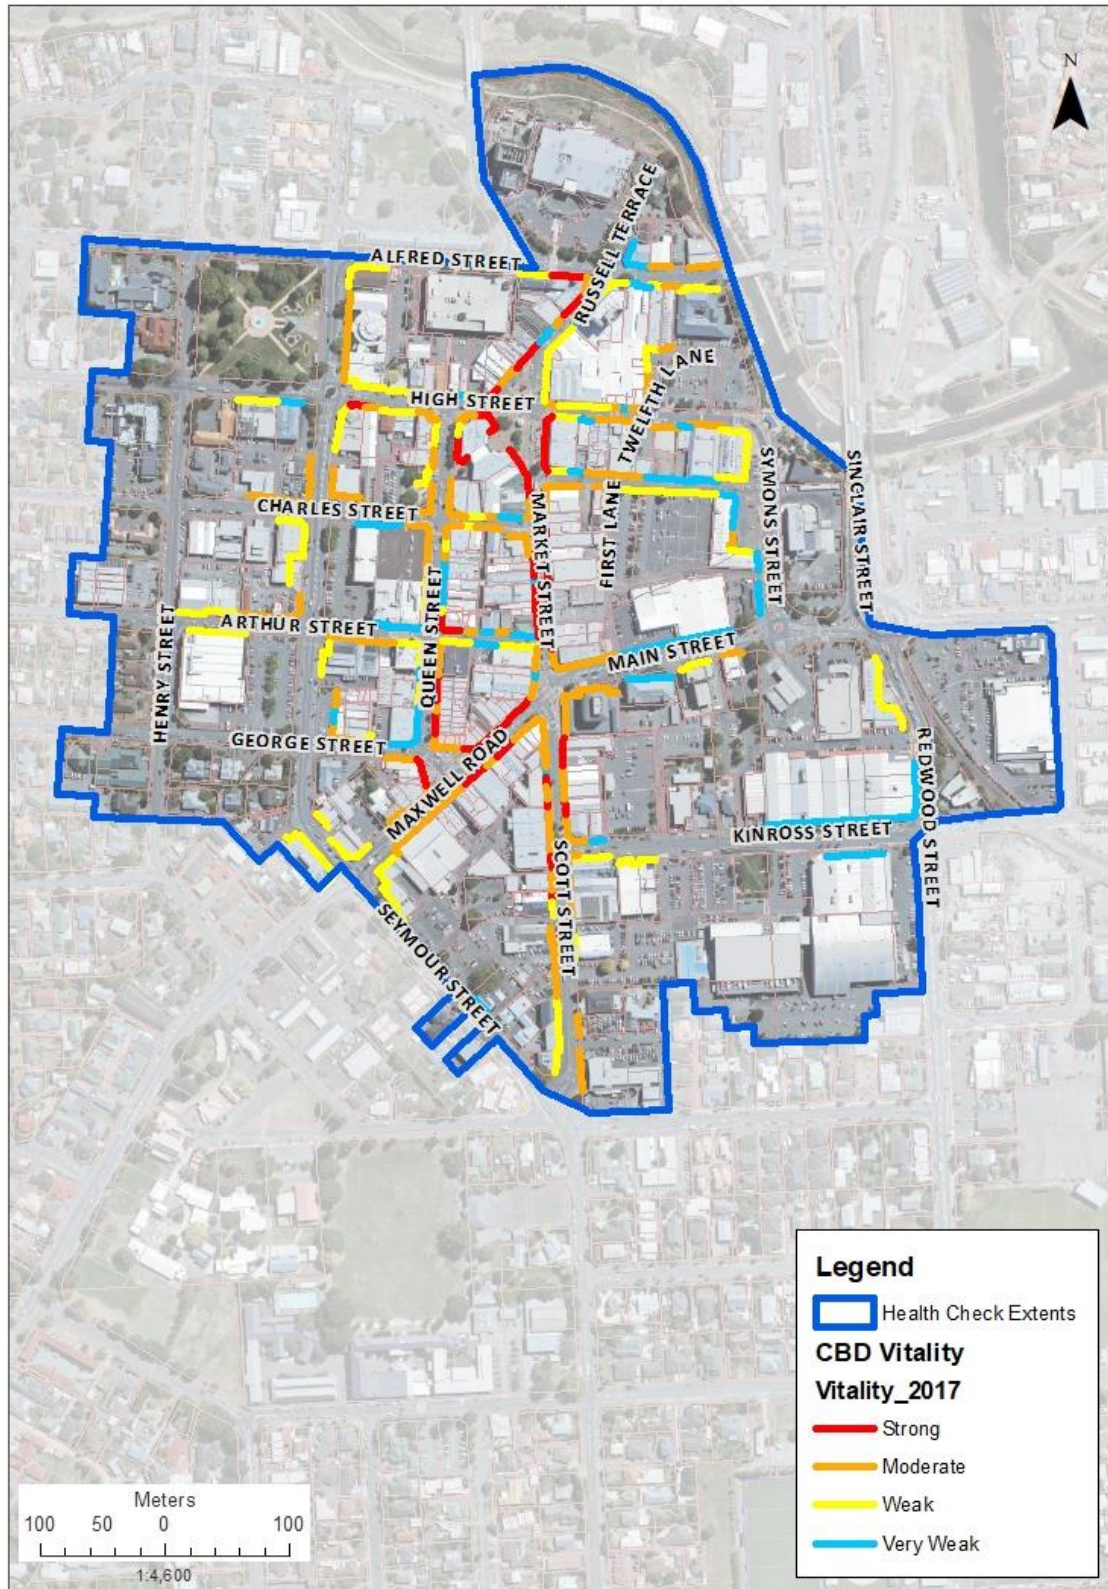 N
RUSSELL TERRACE
ALFRED STREET
TWELFTH LANE
HIGH STREET
SYMONS STREET
SINCLAIR STREET
CHARLES STREET
MARKET STREET
FIRST LANE
QUEEN STREET
HENRY STREET
ARTHUR STREET
MAIN STREET
GEORGE STREET
MAXWELL ROAD
REDWOOD STREET
KINROSS STREET
SCOTT STREET
SEYMOUR STREET
Legend
Health Check Extents
CBD Vitality
Vitality_2017
Strong
Moderate
Weak
Very Weak
Meters
100 50 0 100
1:4,600